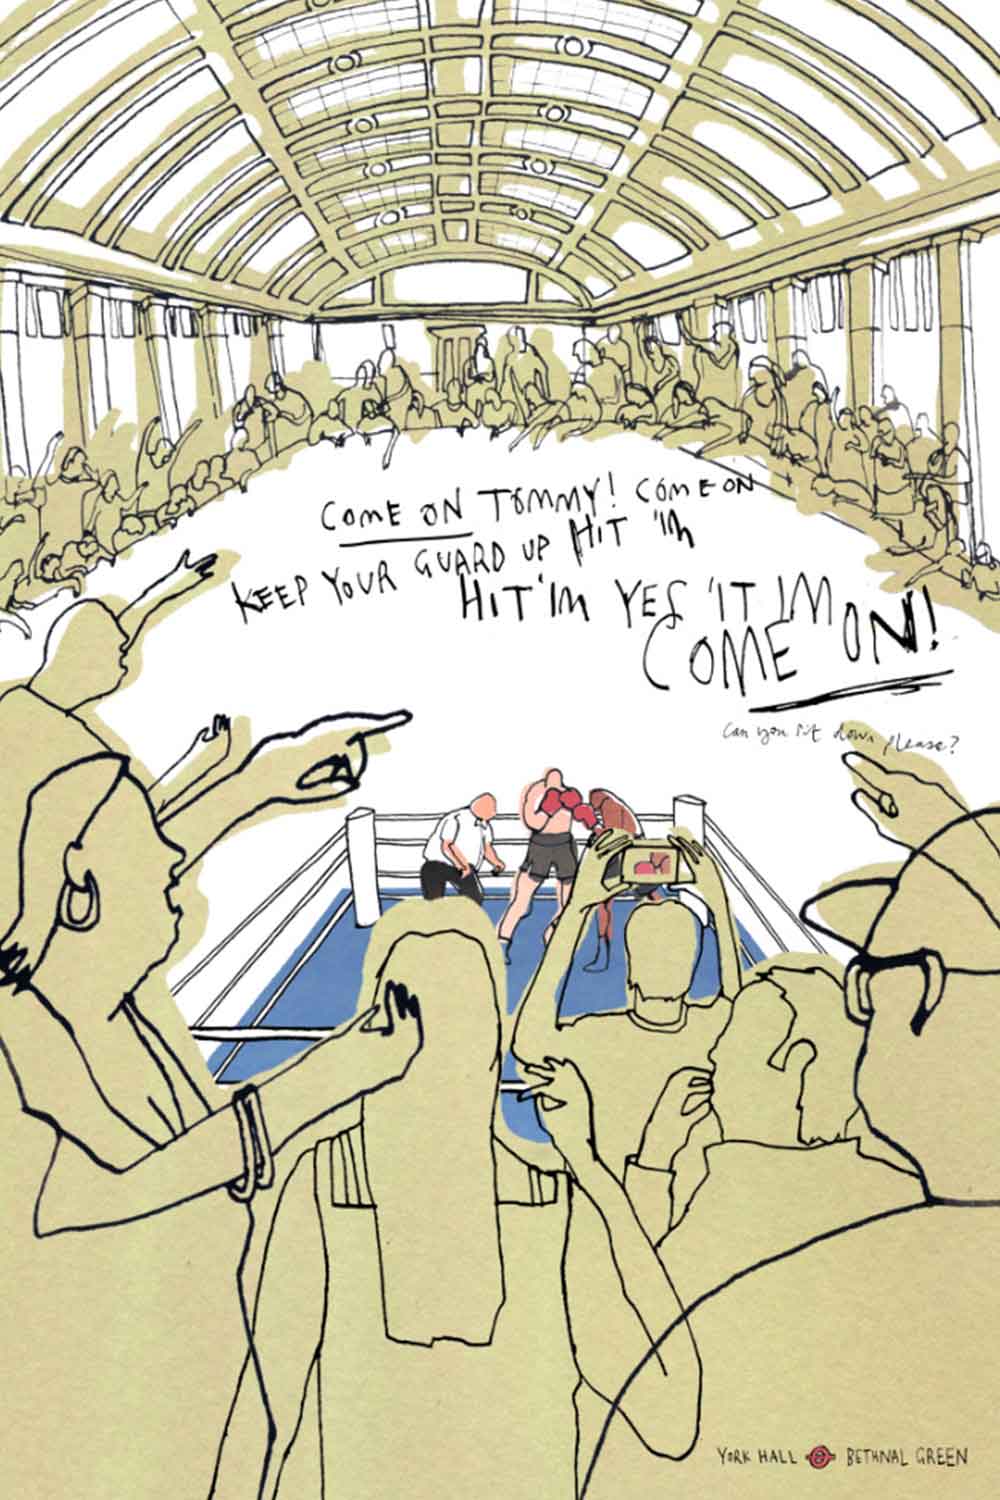 COME ON TOMMY! COME ON
KEEP YOUR GUARD UP HIT 'IM
HIT'IM YES 'IT IM
COME ON!
Can you sit down please?
YORK HALL BETHNAL GREEN